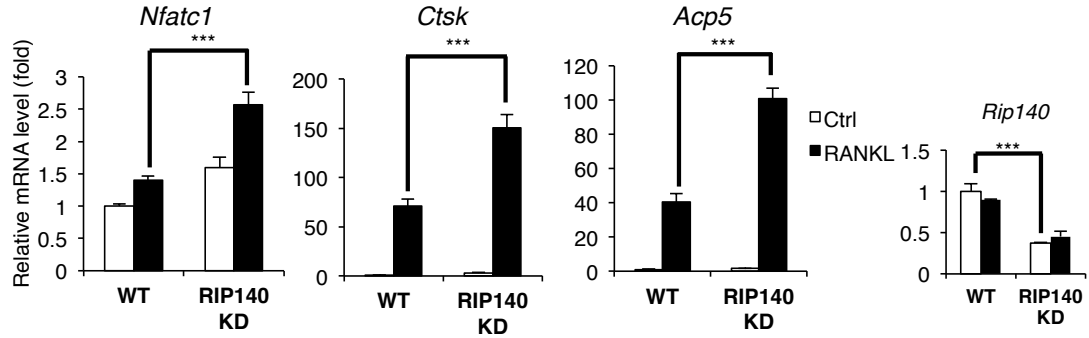 Nfatc1
***
Relative mRNA level (fold)
3
2.5
2
1.5
1
0.5
0
WT
RIP140
KD
Ctsk
***
200
150
100
50
0
WT
RIP140
KD
Acp5
***
120
100
80
60
40
20
0
WT
RIP140
KD
Ctrl
RANKL
Rip140
***
1.5
1
0.5
0
WT
RIP140
KD